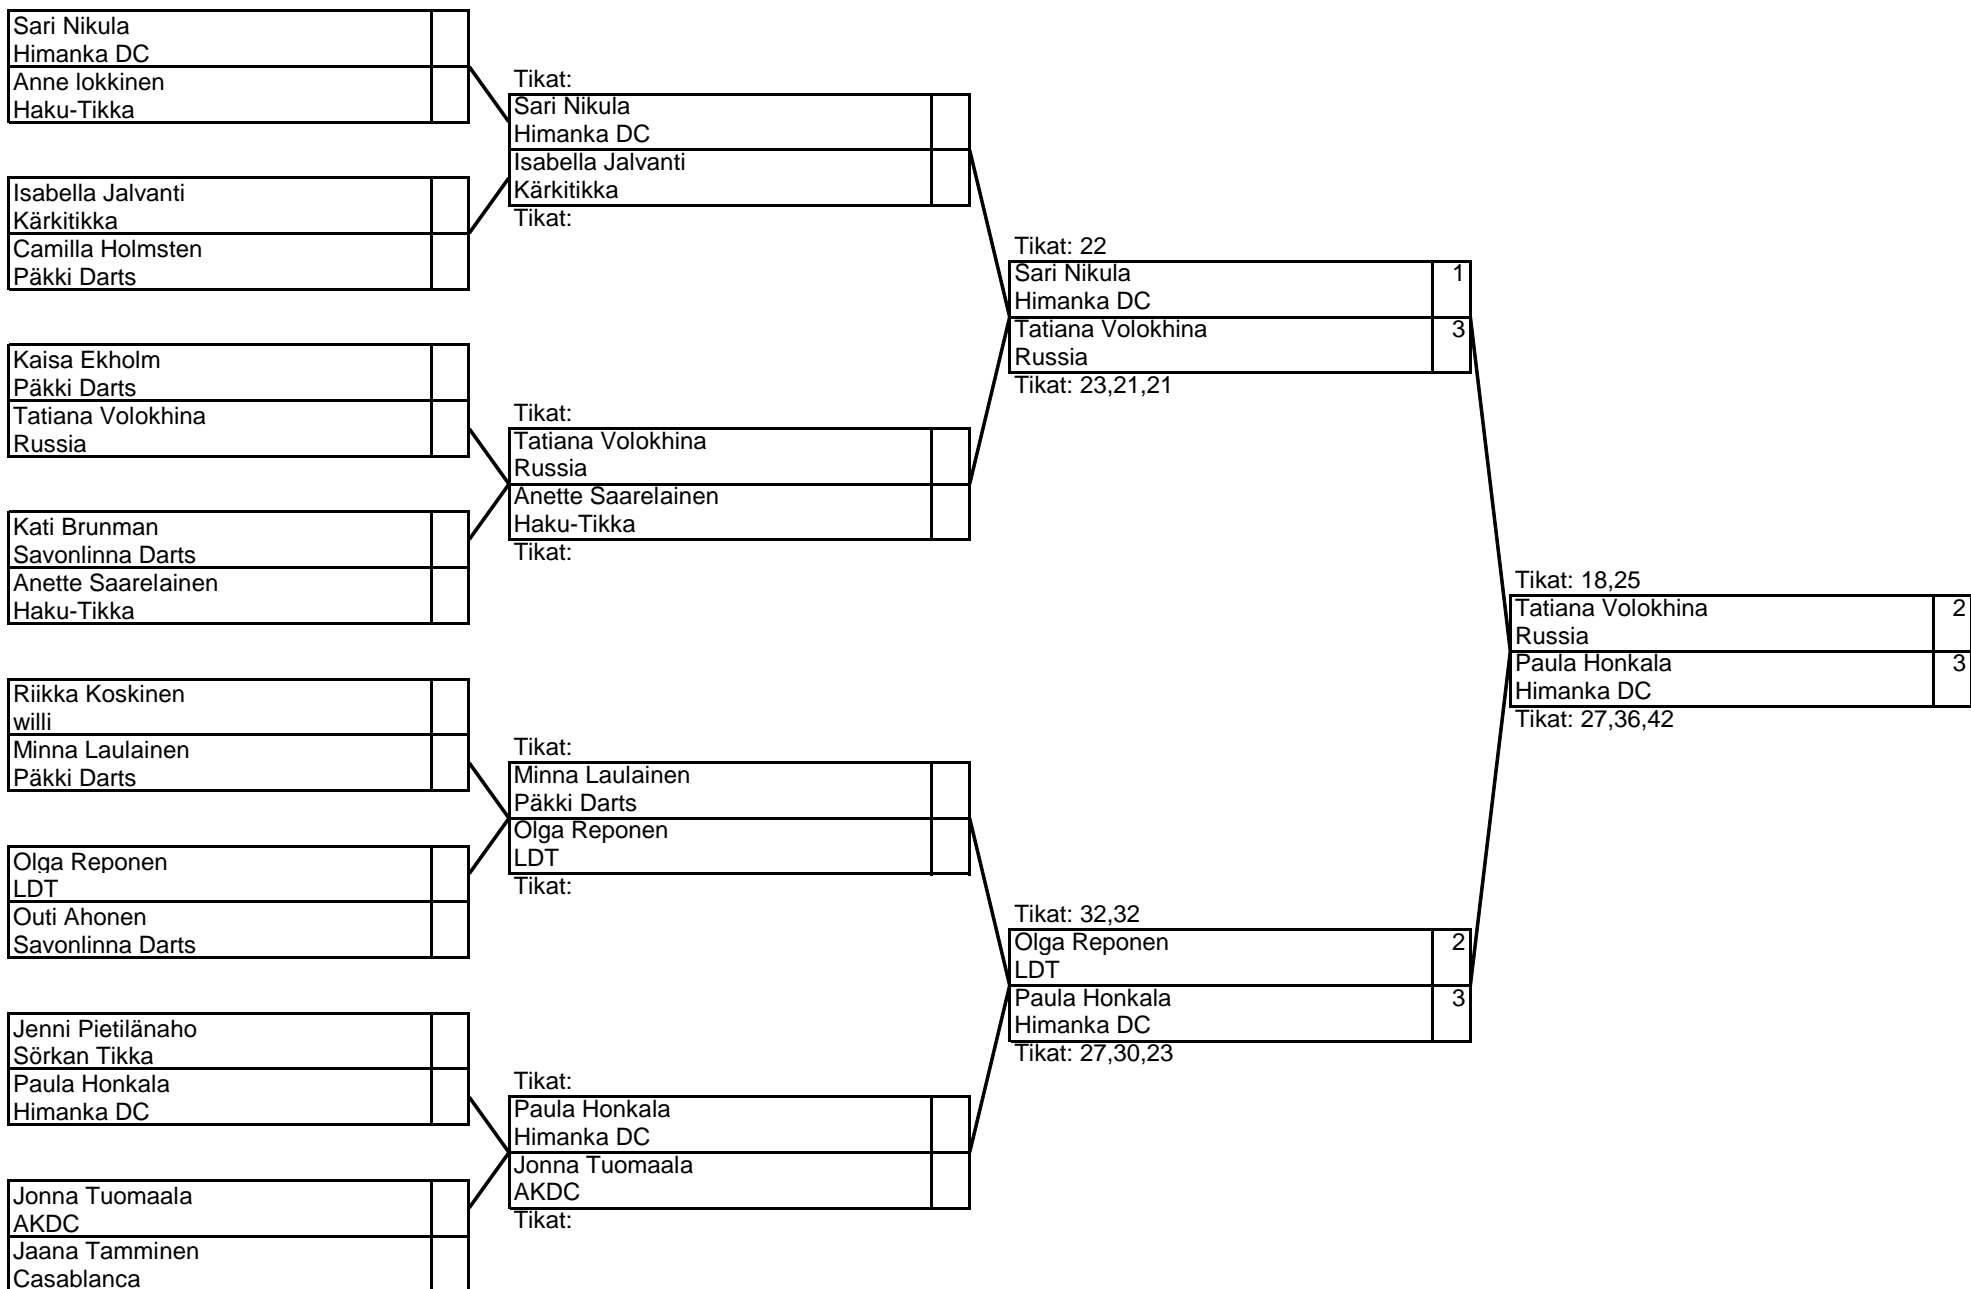 Sari Nikula
Himanka DC
Anne lokkinen
Haku-Tikka
Isabella Jalvanti
Kärkitikka
Camilla Holmsten
Päkki Darts
Kaisa Ekholm
Päkki Darts
Tatiana Volokhina
Russia
Kati Brunman
Savonlinna Darts
Anette Saarelainen
Haku-Tikka
Riikka Koskinen
willi
Minna Laulainen
Päkki Darts
Olga Reponen
LDT
Outi Ahonen
Savonlinna Darts
Jenni Pietilänaho
Sörkan Tikka
Paula Honkala
Himanka DC
Jonna Tuomaala
AKDC
Jaana Tamminen
Casablanca
Tikat:
Sari Nikula
Himanka DC
Isabella Jalvanti
Kärkitikka
Tikat:
Tikat:
Tatiana Volokhina
Russia
Anette Saarelainen
Haku-Tikka
Tikat:
Tikat:
Minna Laulainen
Päkki Darts
Olga Reponen
LDT
Tikat:
Tikat:
Paula Honkala
Himanka DC
Jonna Tuomaala
AKDC
Tikat:
Tikat: 22
Sari Nikula 1
Himanka DC
Tatiana Volokhina 3
Russia
Tikat: 23,21,21
Tikat: 32,32
Olga Reponen 2
LDT
Paula Honkala 3
Himanka DC
Tikat: 27,30,23
Tikat: 18,25
Tatiana Volokhina 2
Russia
Paula Honkala 3
Himanka DC
Tikat: 27,36,42